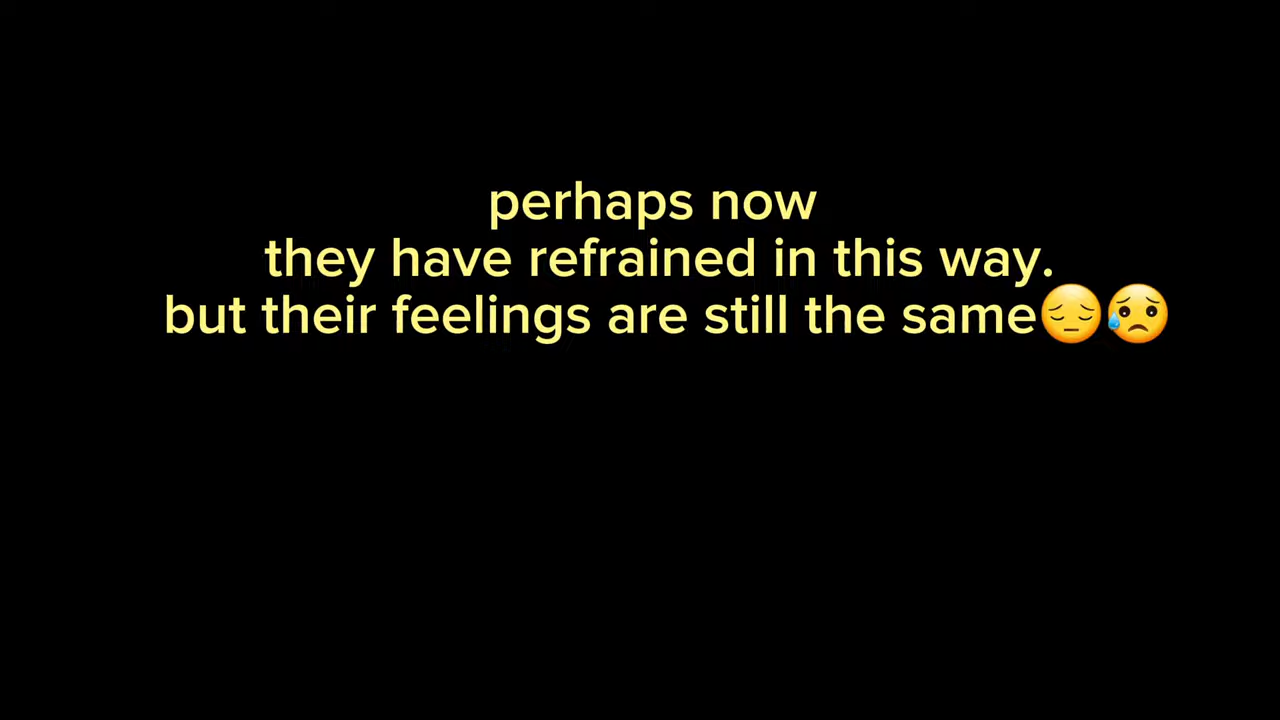 perhaps now
they have refrained in this way.
but their feelings are still the same😔😥